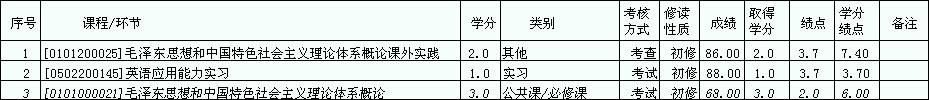 序号 课程/环节 学分 类别 考核方式 修读性质 成绩 取得学分 绩点 学分绩点 备注
1 [0101200025]毛泽东思想和中国特色社会主义理论体系概论课外实践 2.0 其他 考查 初修 86.00 2.0 3.7 7.40
2 [0502200145]英语应用能力实习 1.0 实习 考试 初修 88.00 1.0 3.7 3.70
3 [0101000021]毛泽东思想和中国特色社会主义理论体系概论 3.0 公共课/必修课 考试 初修 68.00 3.0 2.0 6.00